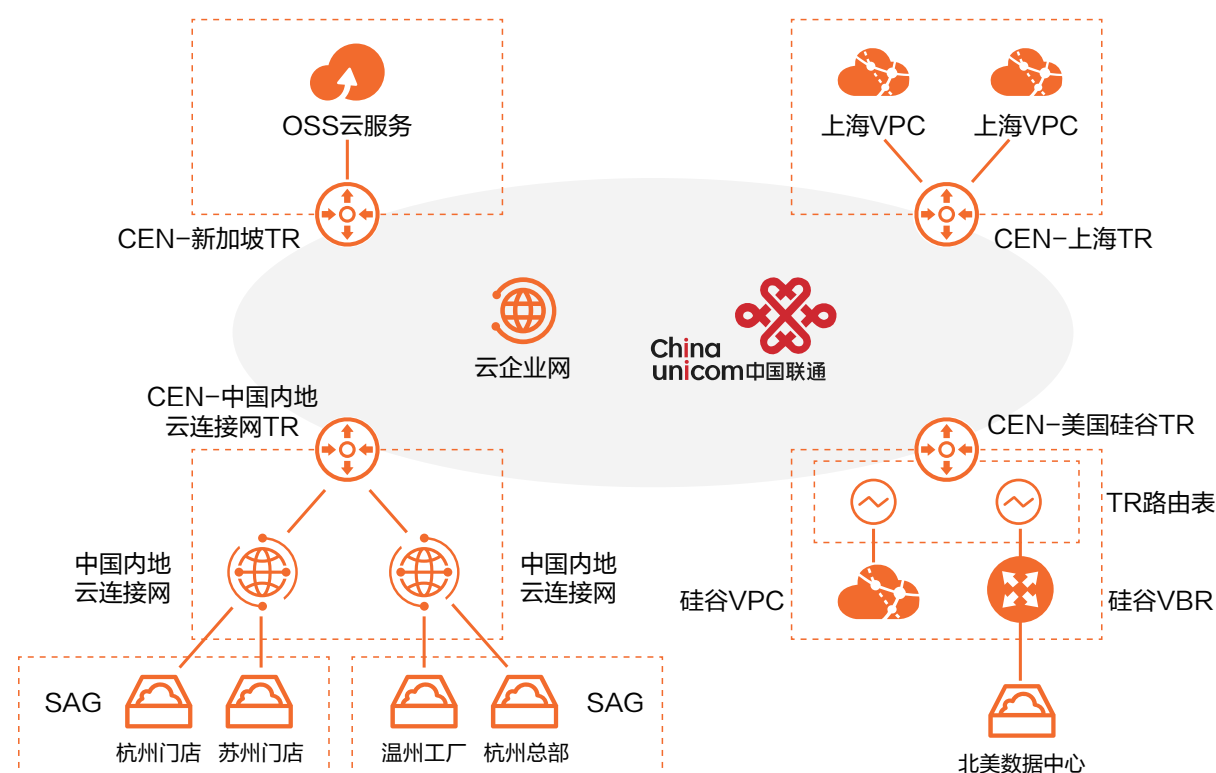 OSS云服务
上海VPC
上海VPC
CEN-新加坡TR
CEN-上海TR
云企业网
China
unicom中国联通
CEN-中国内地
云连接网TR
CEN-美国硅谷TR
TR路由表
中国内地
云连接网
中国内地
云连接网
硅谷VPC
硅谷VBR
SAG
SAG
杭州门店
苏州门店
温州工厂
杭州总部
北美数据中心